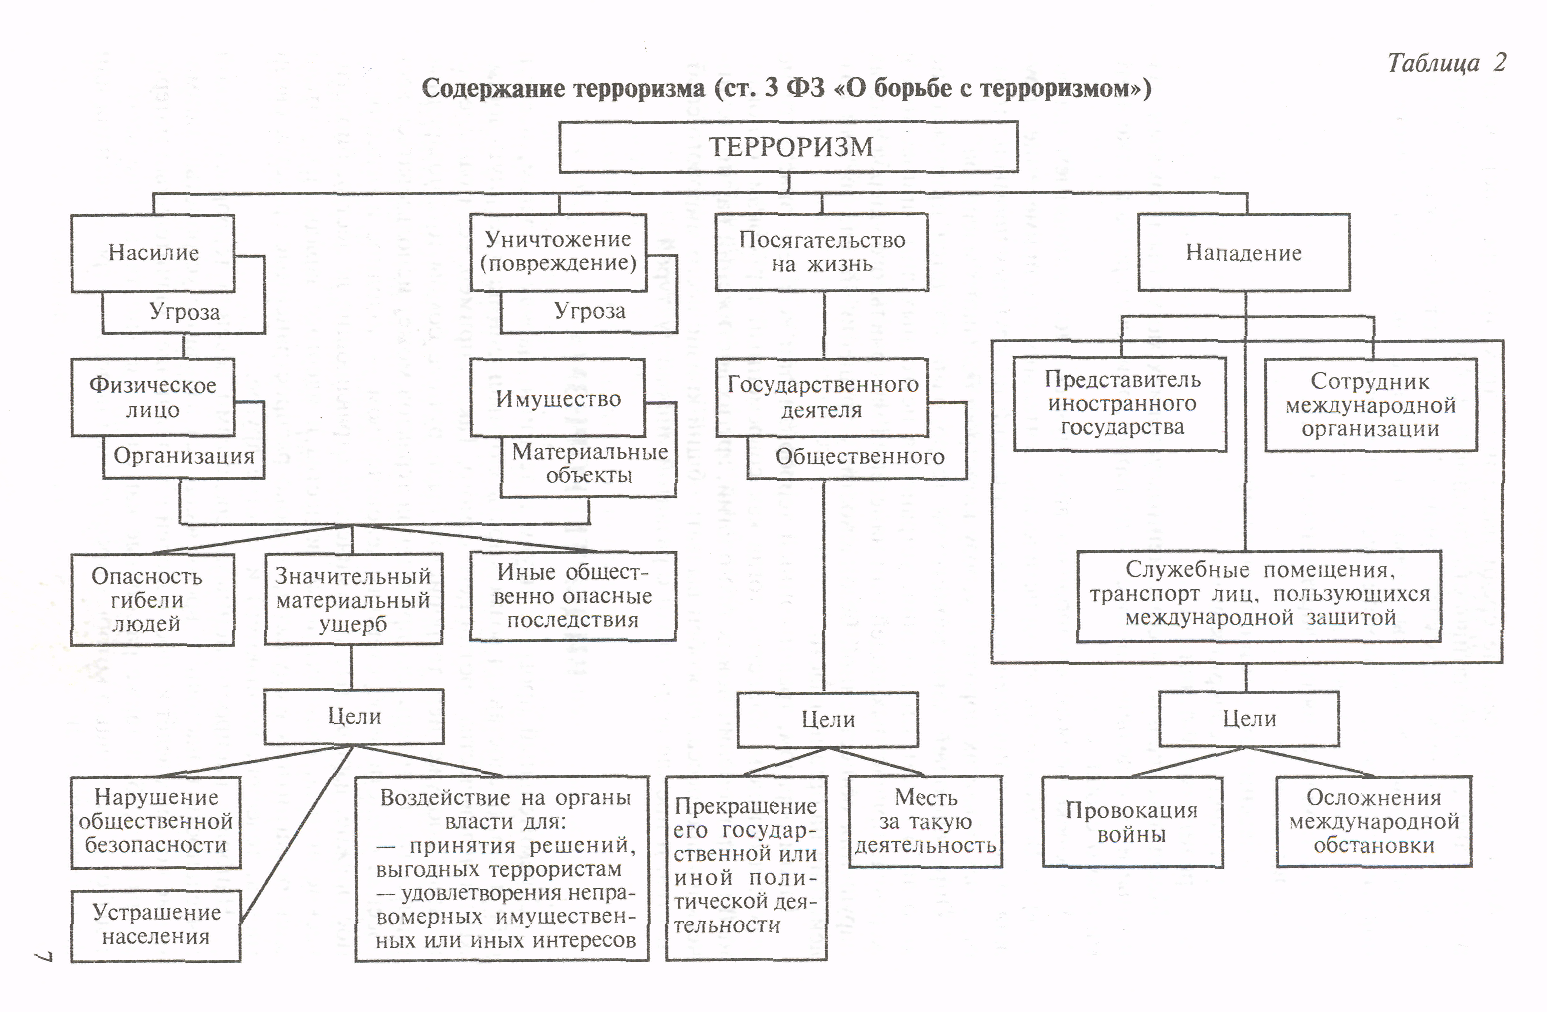 Таблица 2
Содержание терроризма (ст. 3 ФЗ «О борьбе с терроризмом»)
ТЕРРОРИЗМ
Насилие
Угроза
Уничтожение
(повреждение)
Угроза
Посягательство
на жизнь
Нападение
Физическое
лицо
Организация
Имущество
Материальные
объекты
Государственного
деятеля
Общественного
Представитель
иностранного
государства
Сотрудник
международной
организации
Опасность
гибели
людей
Значительный
материальный
ущерб
Иные общест-
венно опасные
последствия
Служебные помещения,
транспорт лиц, пользующихся
международной защитой
Цели
Цели
Цели
Нарушение
общественной
безопасности
Устрашение
населения
Воздействие на органы
власти для:
— принятия решений,
выгодных террористам
— удовлетворения непра-
вомерных имуществен-
ных или иных интересов
Прекращение
его государ-
ственной или
иной поли-
тической дея-
тельности
Месть
за такую
деятельность
Провокация
войны
Осложнения
международной
обстановки
7